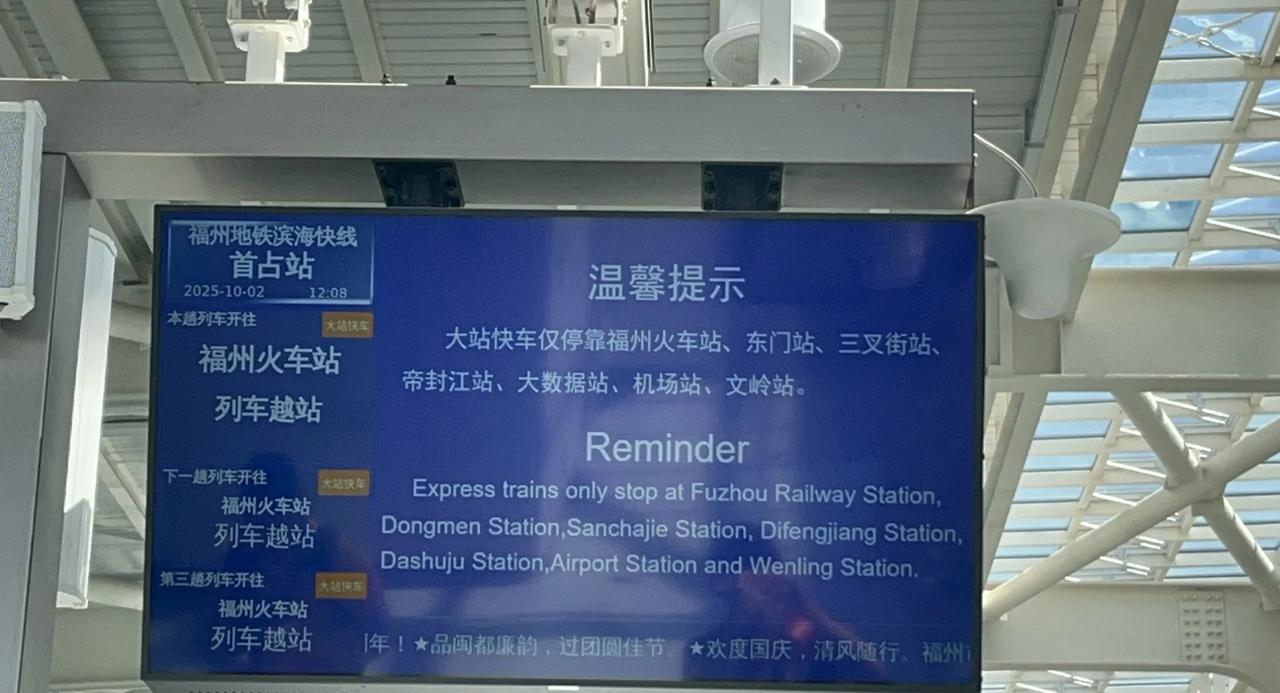 福州地铁滨海快线
首占站
2025-10-02 12:08
本趟列车开往 大站快车
福州火车站
列车越站
下一趟列车开往 大站快车
福州火车站
列车越站
第三趟列车开往 大站快车
福州火车站
列车越站
温馨提示
大站快车仅停靠福州火车站、东门站、三叉街站、
帝封江站、大数据站、机场站、文岭站。
Reminder
Express trains only stop at Fuzhou Railway Station,
Dongmen Station,Sanchajie Station, Difengjiang Station,
Dashuju Station,Airport Station and Wenling Station.
年！★品闽都廉韵，过团圆佳节。★欢度国庆，清风随行。福州